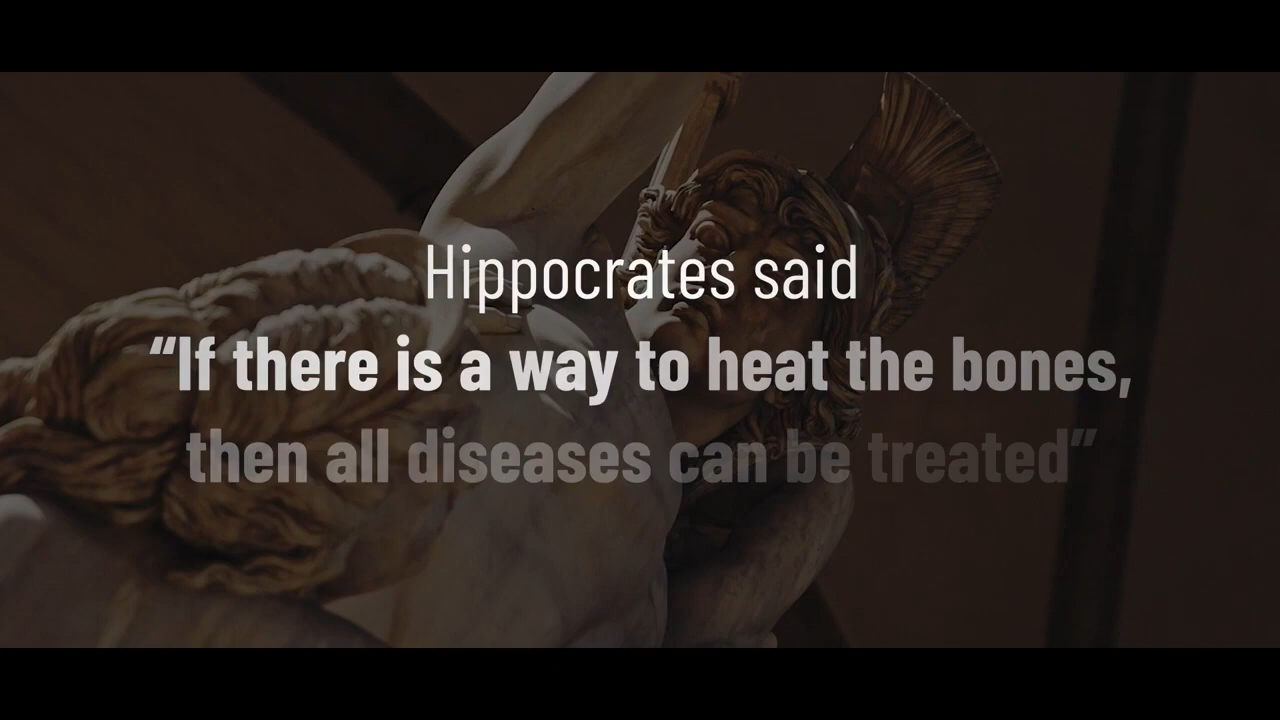 Hippocrates said
“If there is a way to heat the bones,
then all diseases can be treated”